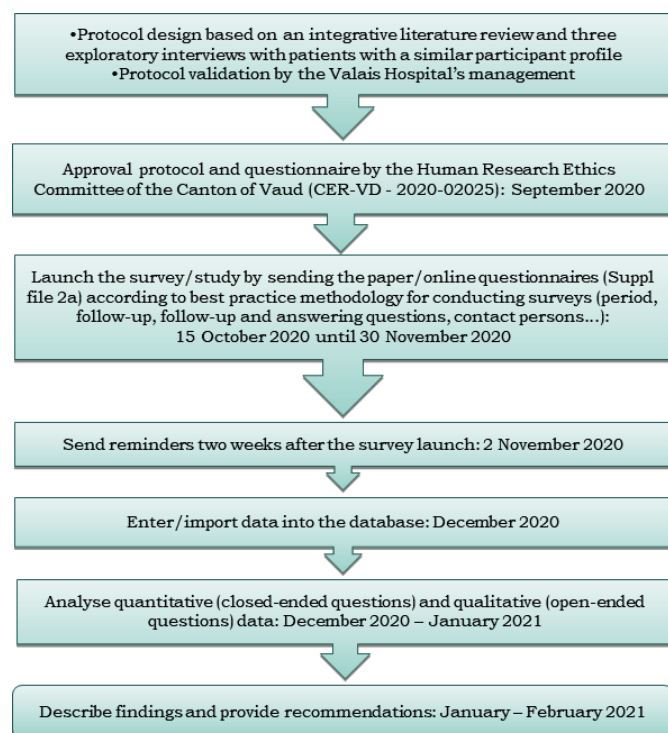 •Protocol design based on an integrative literature review and three
exploratory interviews with patients with a similar participant profile
•Protocol validation by the Valais Hospital's management
Approval protocol and questionnaire by the Human Research Ethics
Committee of the Canton of Vaud (CER-VD - 2020-02025): September 2020
Launch the survey/study by sending the paper/online questionnaires (Suppl
file 2a) according to best practice methodology for conducting surveys (period,
follow-up, follow-up and answering questions, contact persons...):
15 October 2020 until 30 November 2020
Send reminders two weeks after the survey launch: 2 November 2020
Enter/import data into the database: December 2020
Analyse quantitative (closed-ended questions) and qualitative (open-ended
questions) data: December 2020 – January 2021
Describe findings and provide recommendations: January – February 2021